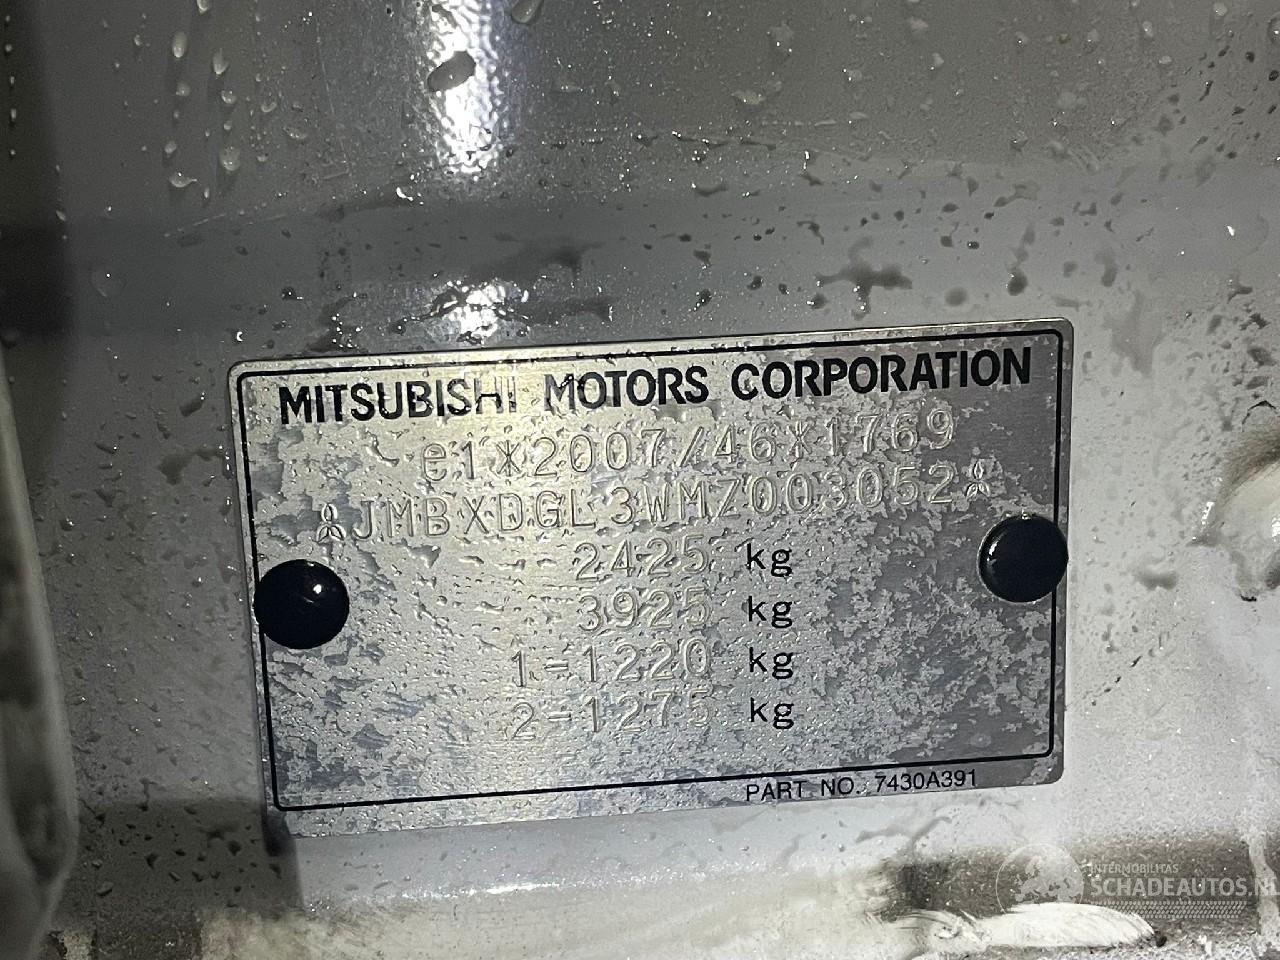 MITSUBISHI MOTORS CORPORATION
e1*2007/46*1769
JMBXDGL3WMZ003052
2425 kg
3925 kg
1-1220 kg
2-1275 kg
PART NO. 7430A391
INTERMOBILITAS
SCHADEAUTOS.NL